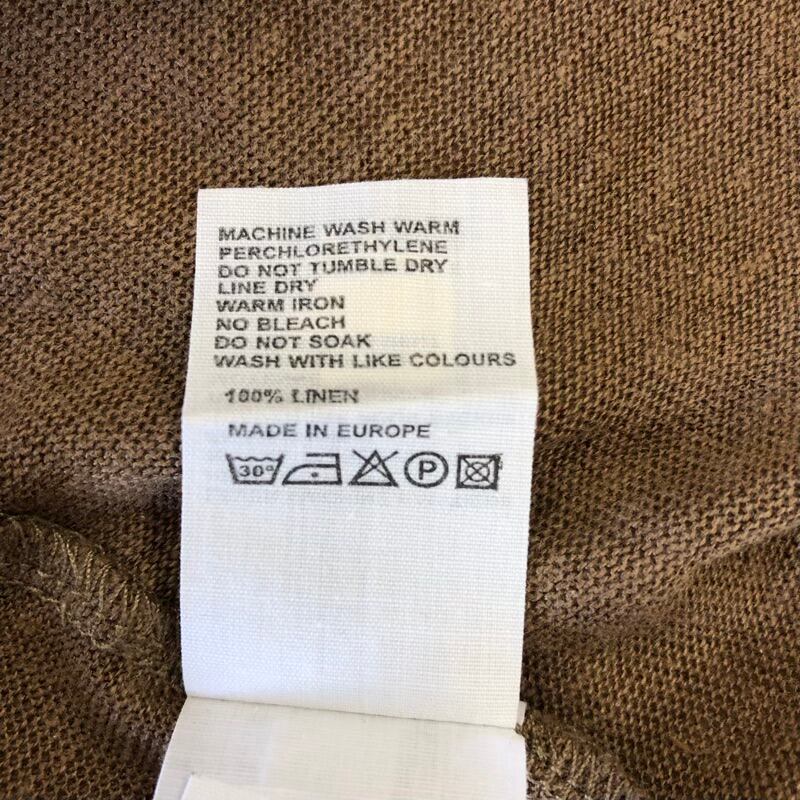 MACHINE WASH WARM
PERCHLORETHYLENE
DO NOT TUMBLE DRY
LINE DRY
WARM IRON
NO BLEACH
DO NOT SOAK
WASH WITH LIKE COLOURS
100% LINEN
MADE IN EUROPE
30° P